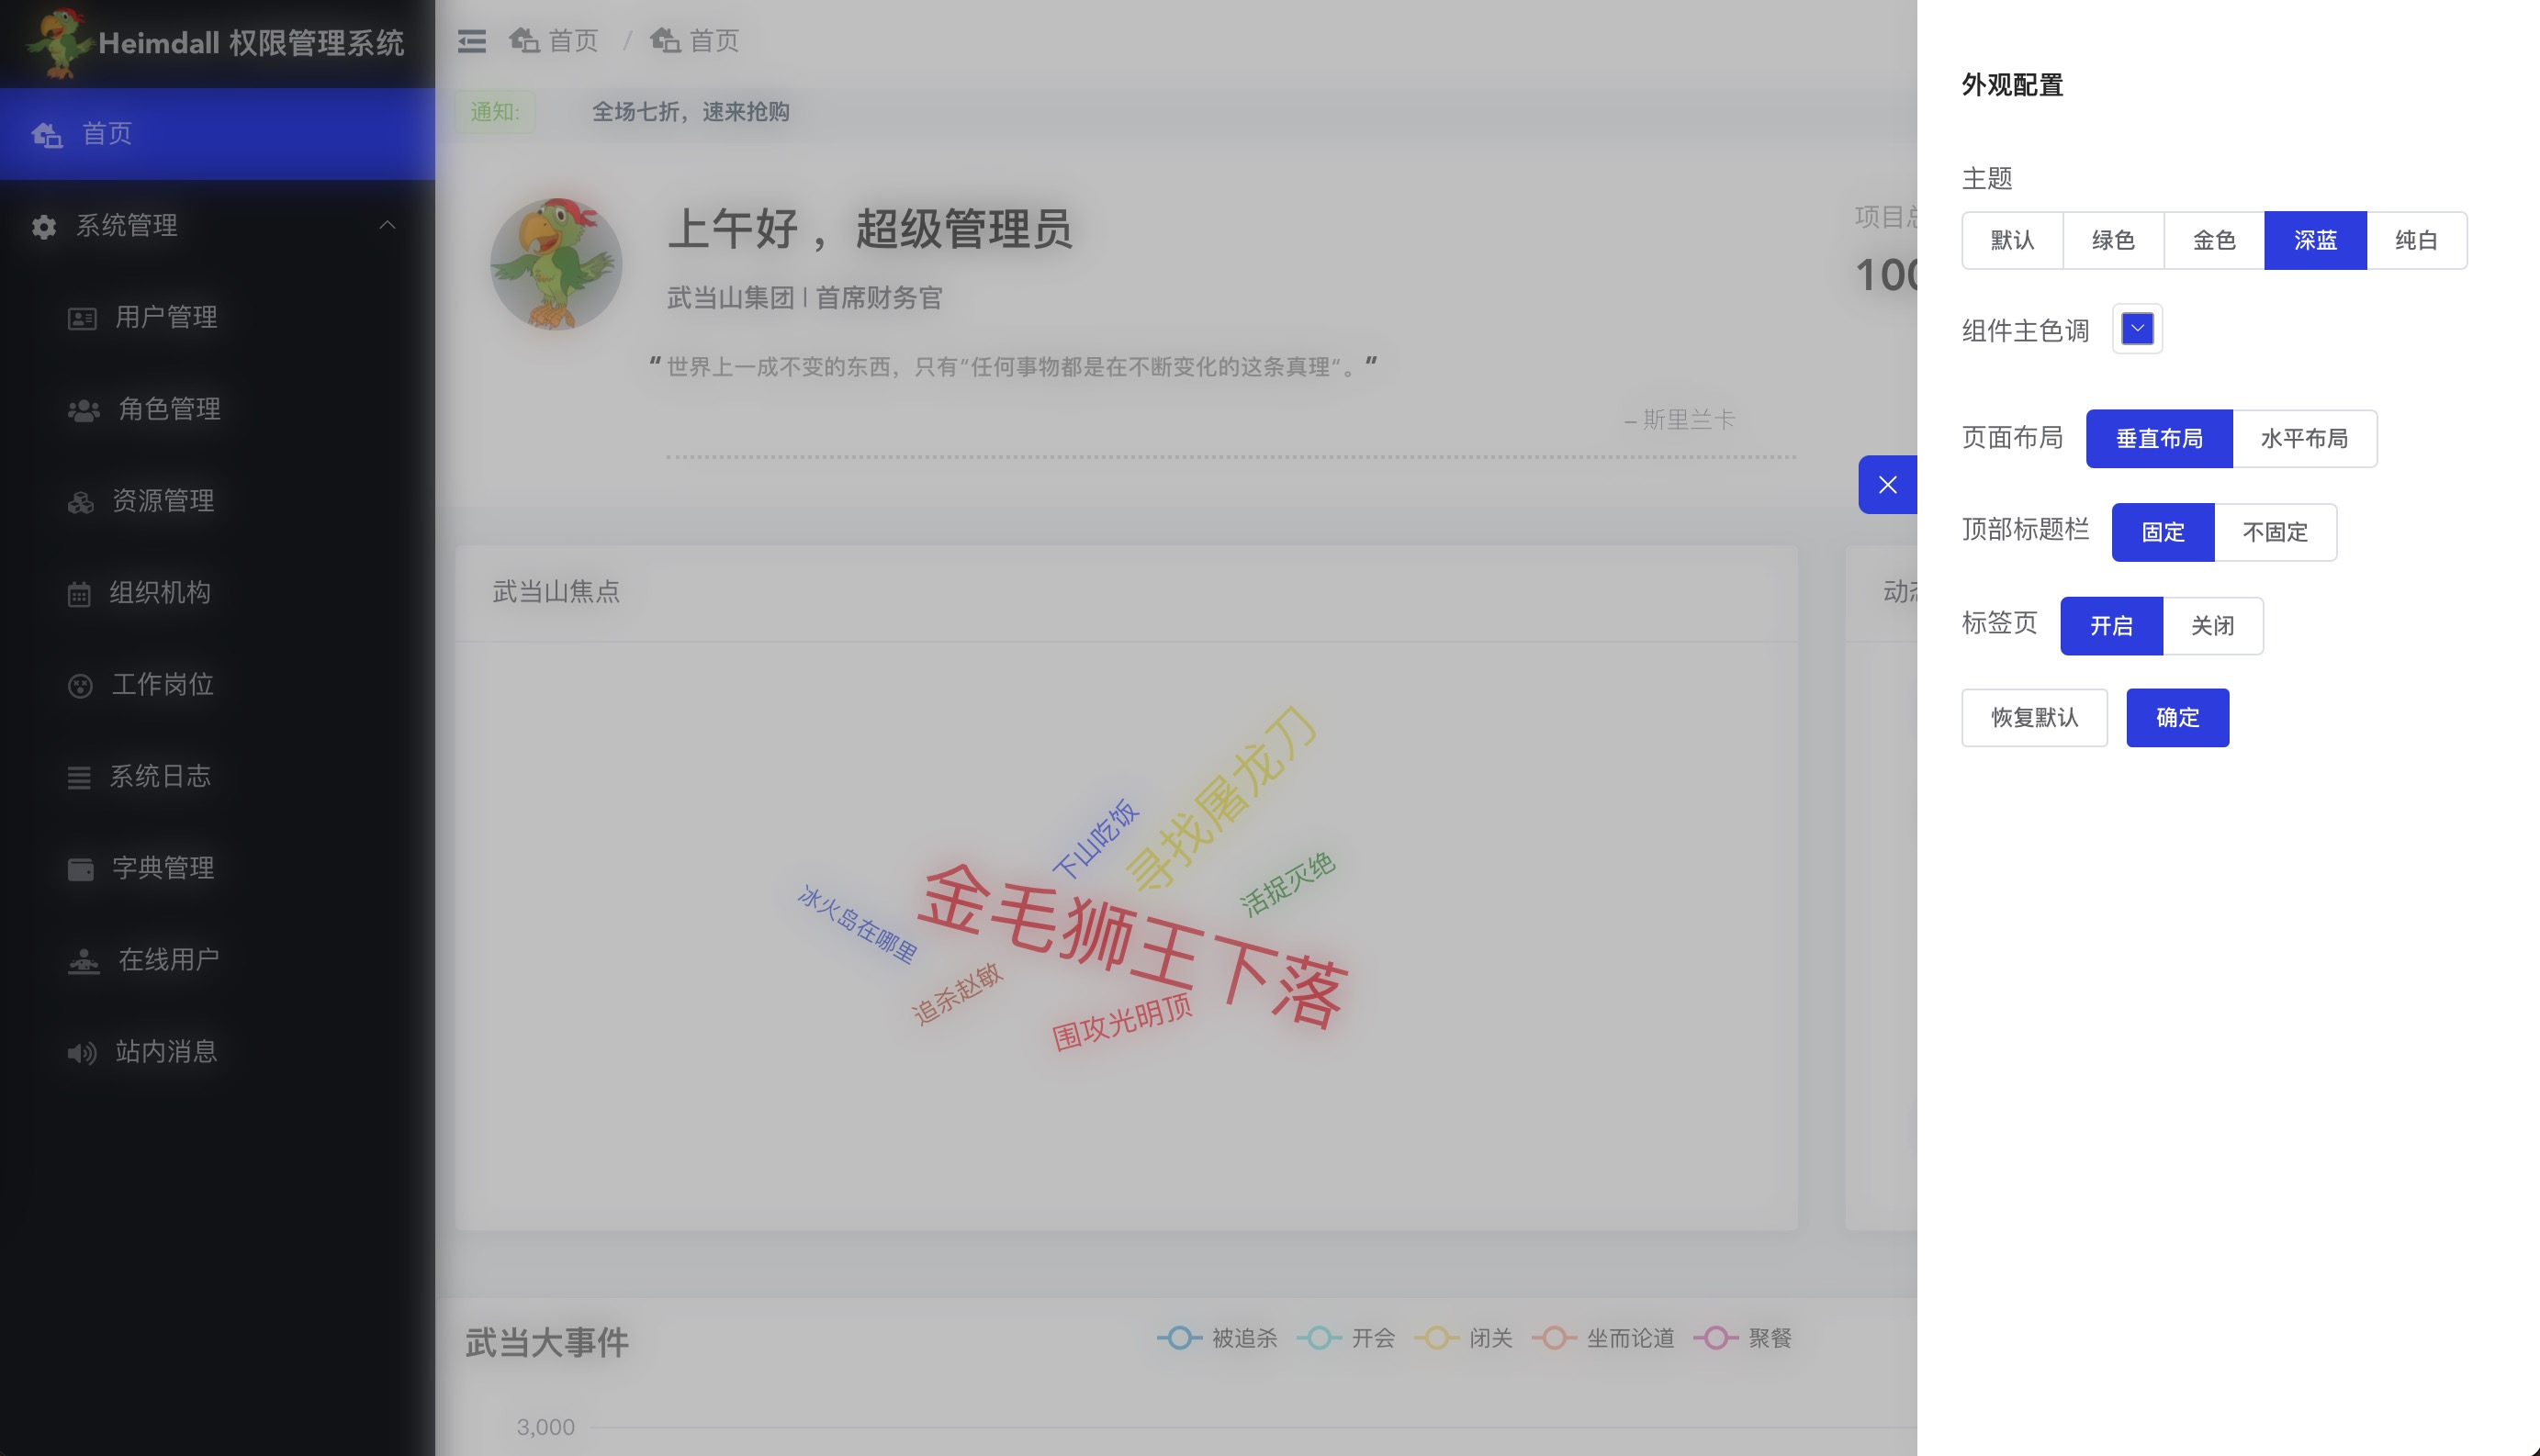 Heimdall 权限管理系统
首页
系统管理
用户管理
角色管理
资源管理
组织机构
工作岗位
系统日志
字典管理
在线用户
站内消息
首页 / 首页
通知: 全场七折，速来抢购
上午好 ，超级管理员
武当山集团 | 首席财务官
“ 世界上一成不变的东西，只有“任何事物都是在不断变化的这条真理“。 ”
– 斯里兰卡
项目总
100
武当山焦点
寻找屠龙刀
下山吃饭
活捉灭绝
金毛狮王下落
冰火岛在哪里
追杀赵敏
围攻光明顶
武当大事件
被追杀 开会 闭关 坐而论道 聚餐
3,000
外观配置
主题
默认 绿色 金色 深蓝 纯白
组件主色调
页面布局 垂直布局 水平布局
顶部标题栏 固定 不固定
标签页 开启 关闭
恢复默认 确定